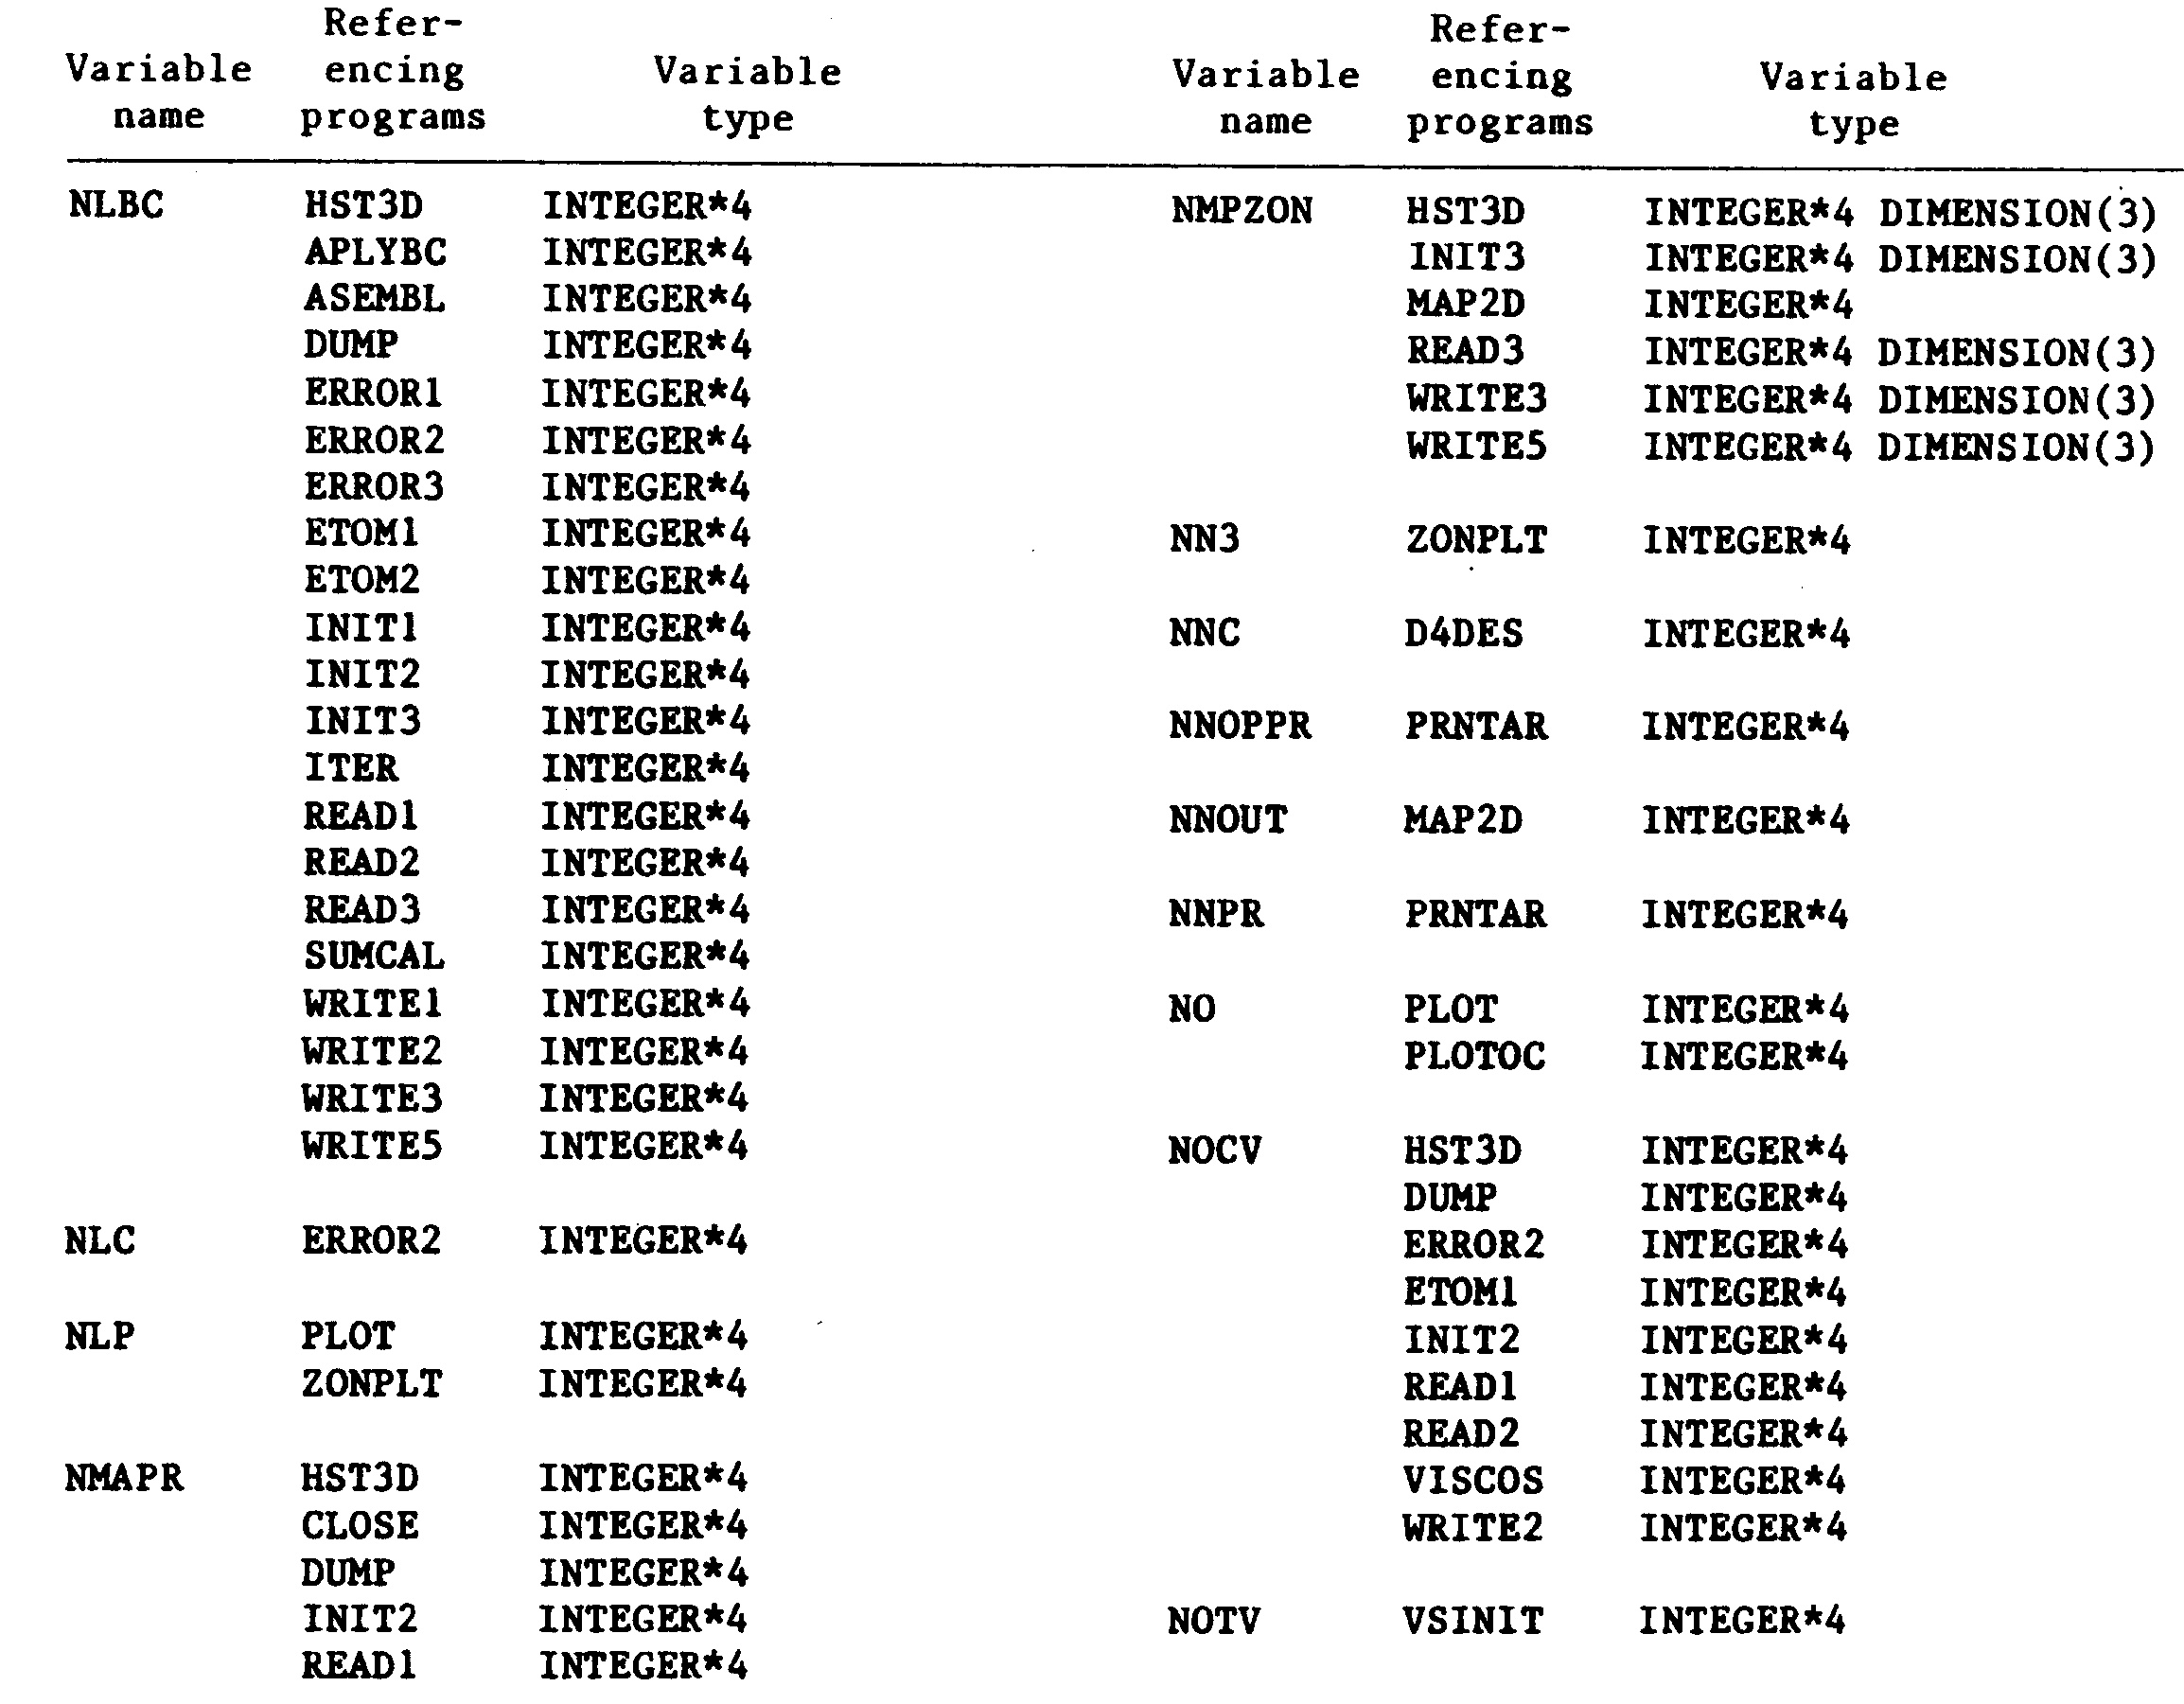 Refer-
Variable encing Variable
name programs type
NLBC HST3D INTEGER*4
APLYBC INTEGER*4
ASEMBL INTEGER*4
DUMP INTEGER*4
ERROR1 INTEGER*4
ERROR2 INTEGER*4
ERROR3 INTEGER*4
ETOM1 INTEGER*4
ETOM2 INTEGER*4
INIT1 INTEGER*4
INIT2 INTEGER*4
INIT3 INTEGER*4
ITER INTEGER*4
READ1 INTEGER*4
READ2 INTEGER*4
READ3 INTEGER*4
SUMCAL INTEGER*4
WRITE1 INTEGER*4
WRITE2 INTEGER*4
WRITE3 INTEGER*4
WRITE5 INTEGER*4
NLC ERROR2 INTEGER*4
NLP PLOT INTEGER*4
ZONPLT INTEGER*4
NMAPR HST3D INTEGER*4
CLOSE INTEGER*4
DUMP INTEGER*4
INIT2 INTEGER*4
READ1 INTEGER*4
Refer-
Variable encing Variable
name programs type
NMPZON HST3D INTEGER*4 DIMENSION(3)
INIT3 INTEGER*4 DIMENSION(3)
MAP2D INTEGER*4
READ3 INTEGER*4 DIMENSION(3)
WRITE3 INTEGER*4 DIMENSION(3)
WRITE5 INTEGER*4 DIMENSION(3)
NN3 ZONPLT INTEGER*4
NNC D4DES INTEGER*4
NNOPPR PRNTAR INTEGER*4
NNOUT MAP2D INTEGER*4
NNPR PRNTAR INTEGER*4
NO PLOT INTEGER*4
PLOTOC INTEGER*4
NOCV HST3D INTEGER*4
DUMP INTEGER*4
ERROR2 INTEGER*4
ETOM1 INTEGER*4
INIT2 INTEGER*4
READ1 INTEGER*4
READ2 INTEGER*4
VISCOS INTEGER*4
WRITE2 INTEGER*4
NOTV VSINIT INTEGER*4